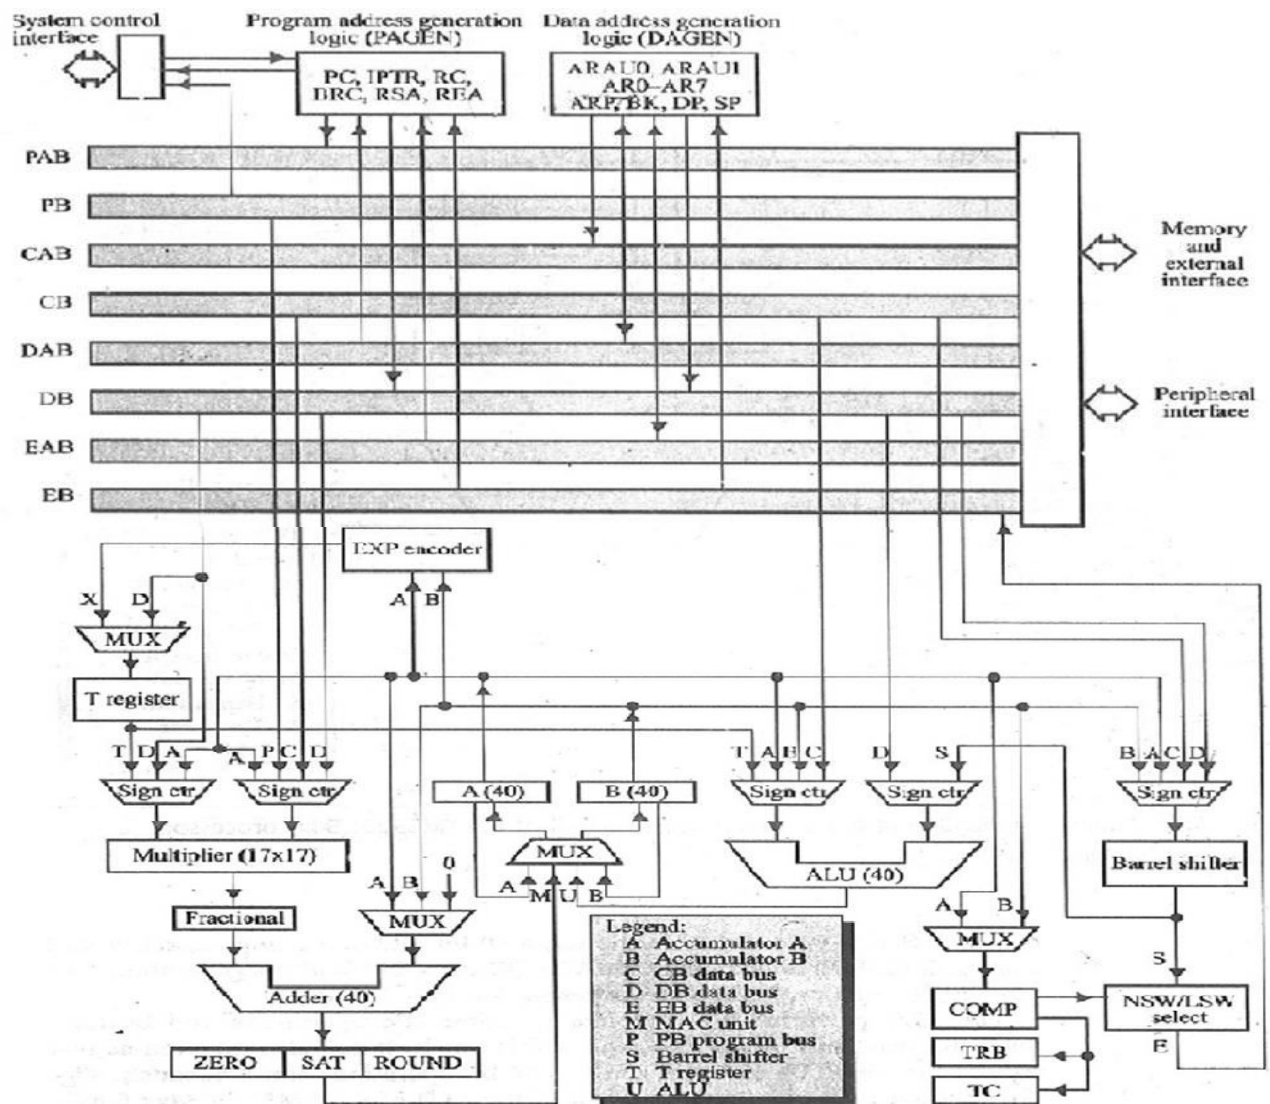 System control
interface
Program address generation
logic (PAGEN)
Data address generation
logic (DAGEN)
PC, IPTR, RC,
BRC, RSA, REA
ARAU0, ARAU1
AR0–AR7
ARP, BK, DP, SP
PAB
PB
CAB
CB
DAB
DB
EAB
EB
Memory
and
external
interface
Peripheral
interface
EXP encoder
X D
A B
MUX
T register
T D A
A P C D
T A B C
D S
B A C D
Sign ctr
Sign ctr
A (40)
B (40)
Sign ctr
Sign ctr
Sign ctr
Multiplier (17x17)
MUX
ALU (40)
Barrel shifter
A B 0
A M U B
A B
Fractional
MUX
MUX
S
Adder (40)
COMP
NSW/LSW
select
E
ZERO SAT ROUND
TRB
TC
Legend:
A Accumulator A
B Accumulator B
C CB data bus
D DB data bus
E EB data bus
M MAC unit
P PB program bus
S Barrel shifter
T T register
U ALU